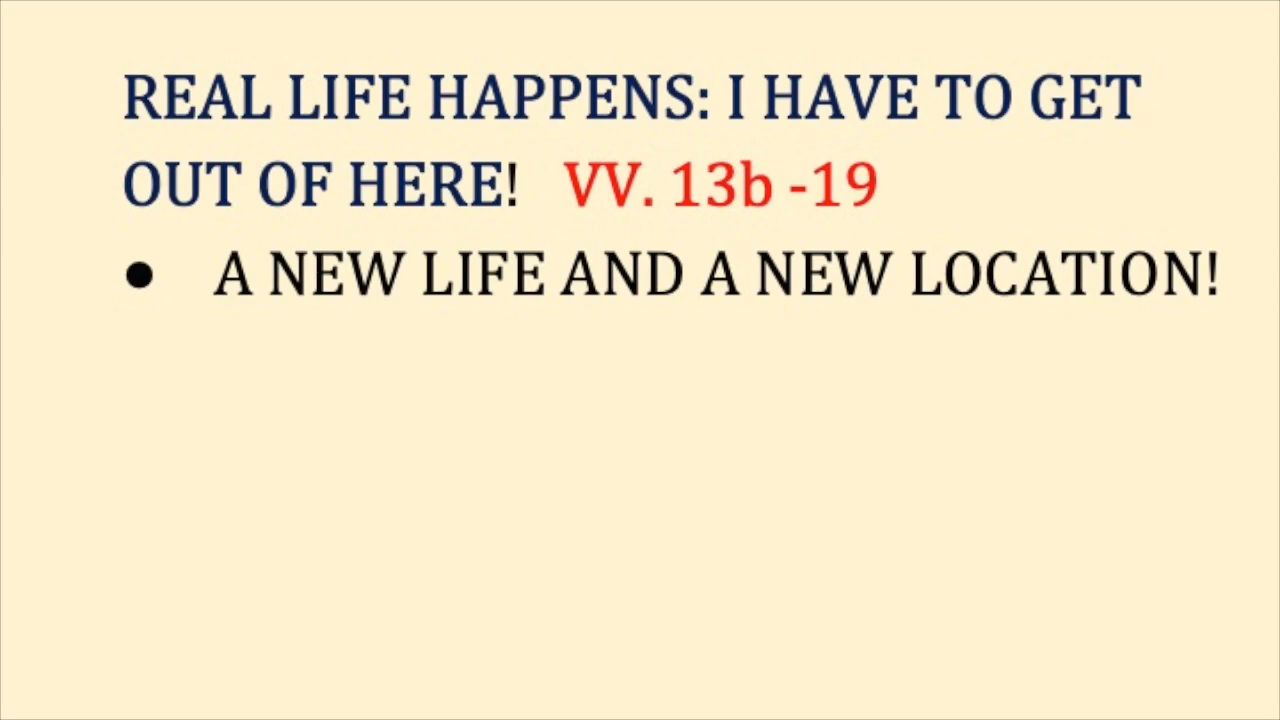 REAL LIFE HAPPENS: I HAVE TO GET
OUT OF HERE! VV. 13b -19
● A NEW LIFE AND A NEW LOCATION!